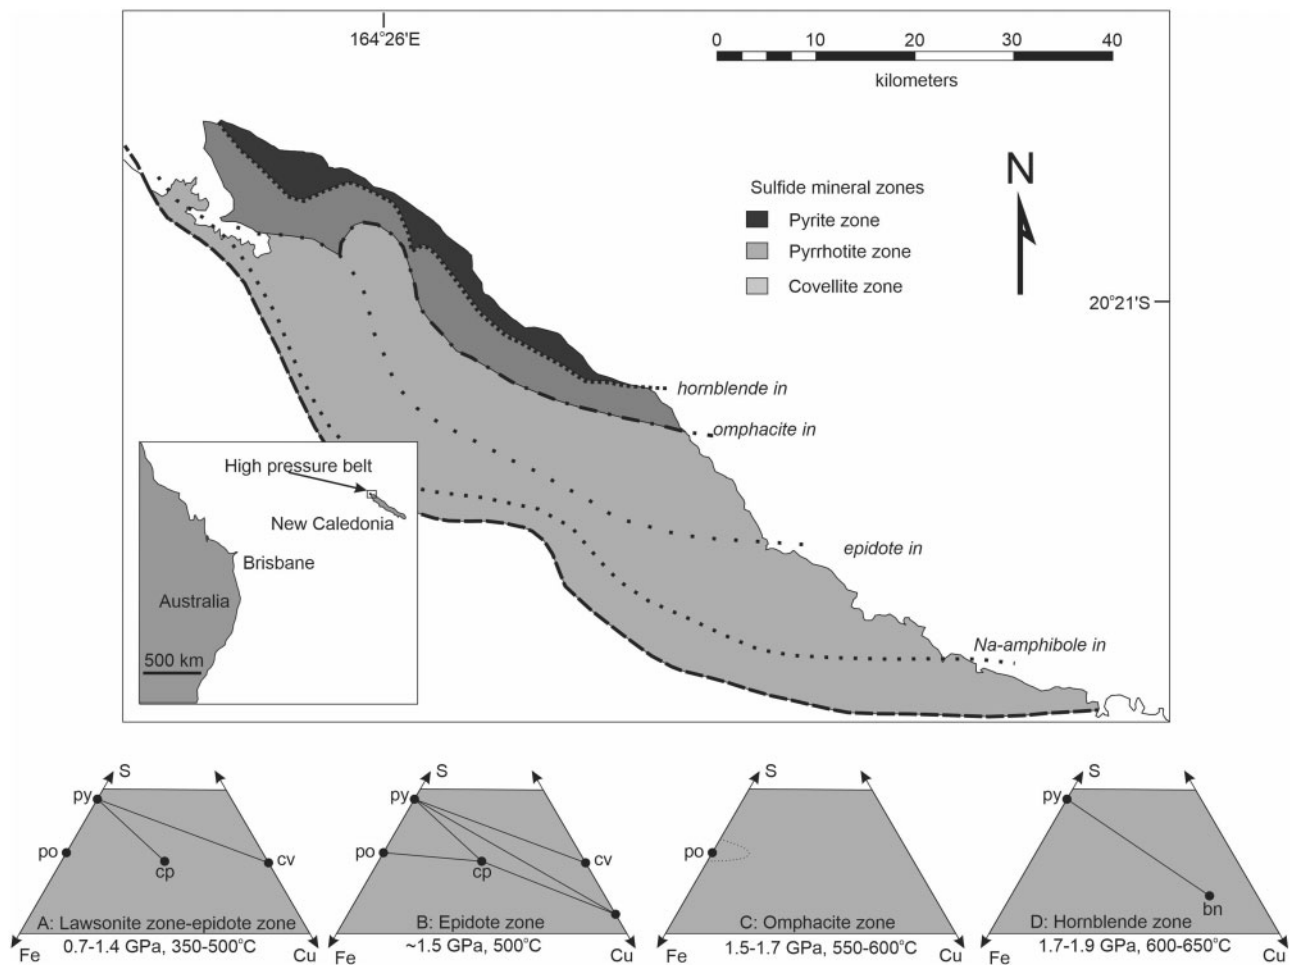 164°26'E
0 10 20 30 40
kilometers
N
Sulfide mineral zones
Pyrite zone
Pyrrhotite zone
Covellite zone
20°21'S
hornblende in
omphacite in
High pressure belt
New Caledonia
Brisbane
Australia
500 km
epidote in
Na-amphibole in
S
py
po
cp
cv
A: Lawsonite zone-epidote zone
Fe
0.7-1.4 GPa, 350-500°C
Cu
S
py
po
cp
cv
B: Epidote zone
Fe
~1.5 GPa, 500°C
Cu
S
po
C: Omphacite zone
Fe
1.5-1.7 GPa, 550-600°C
Cu
S
py
bn
D: Hornblende zone
Fe
1.7-1.9 GPa, 600-650°C
Cu